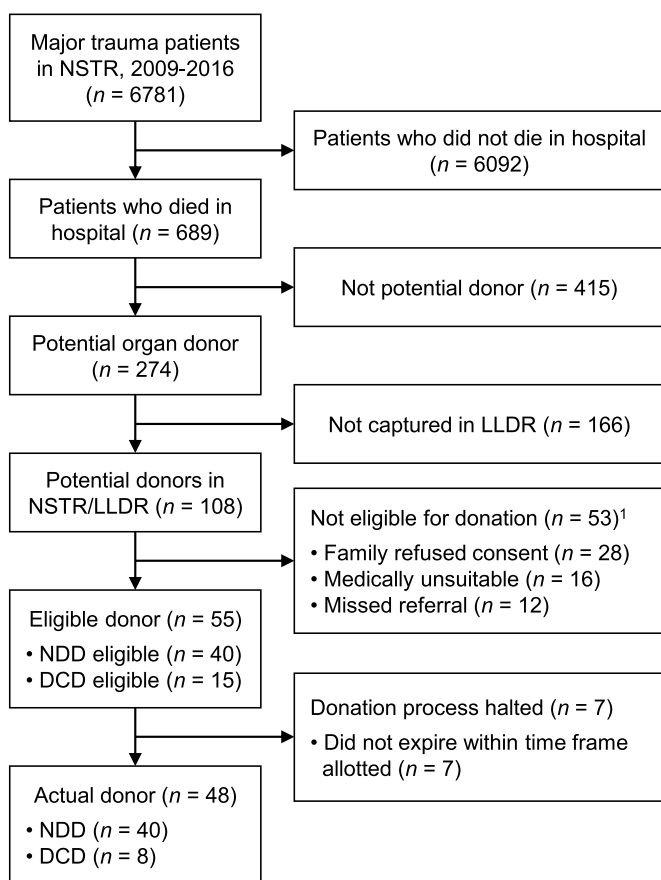 Major trauma patients
in NSTR, 2009-2016
(n = 6781)
Patients who did not die in hospital
(n = 6092)
Patients who died in
hospital (n = 689)
Not potential donor (n = 415)
Potential organ donor
(n = 274)
Not captured in LLDR (n = 166)
Potential donors in
NSTR/LLDR (n = 108)
Not eligible for donation (n = 53)¹
• Family refused consent (n = 28)
• Medically unsuitable (n = 16)
• Missed referral (n = 12)
Eligible donor (n = 55)
• NDD eligible (n = 40)
• DCD eligible (n = 15)
Donation process halted (n = 7)
• Did not expire within time frame
allotted (n = 7)
Actual donor (n = 48)
• NDD (n = 40)
• DCD (n = 8)